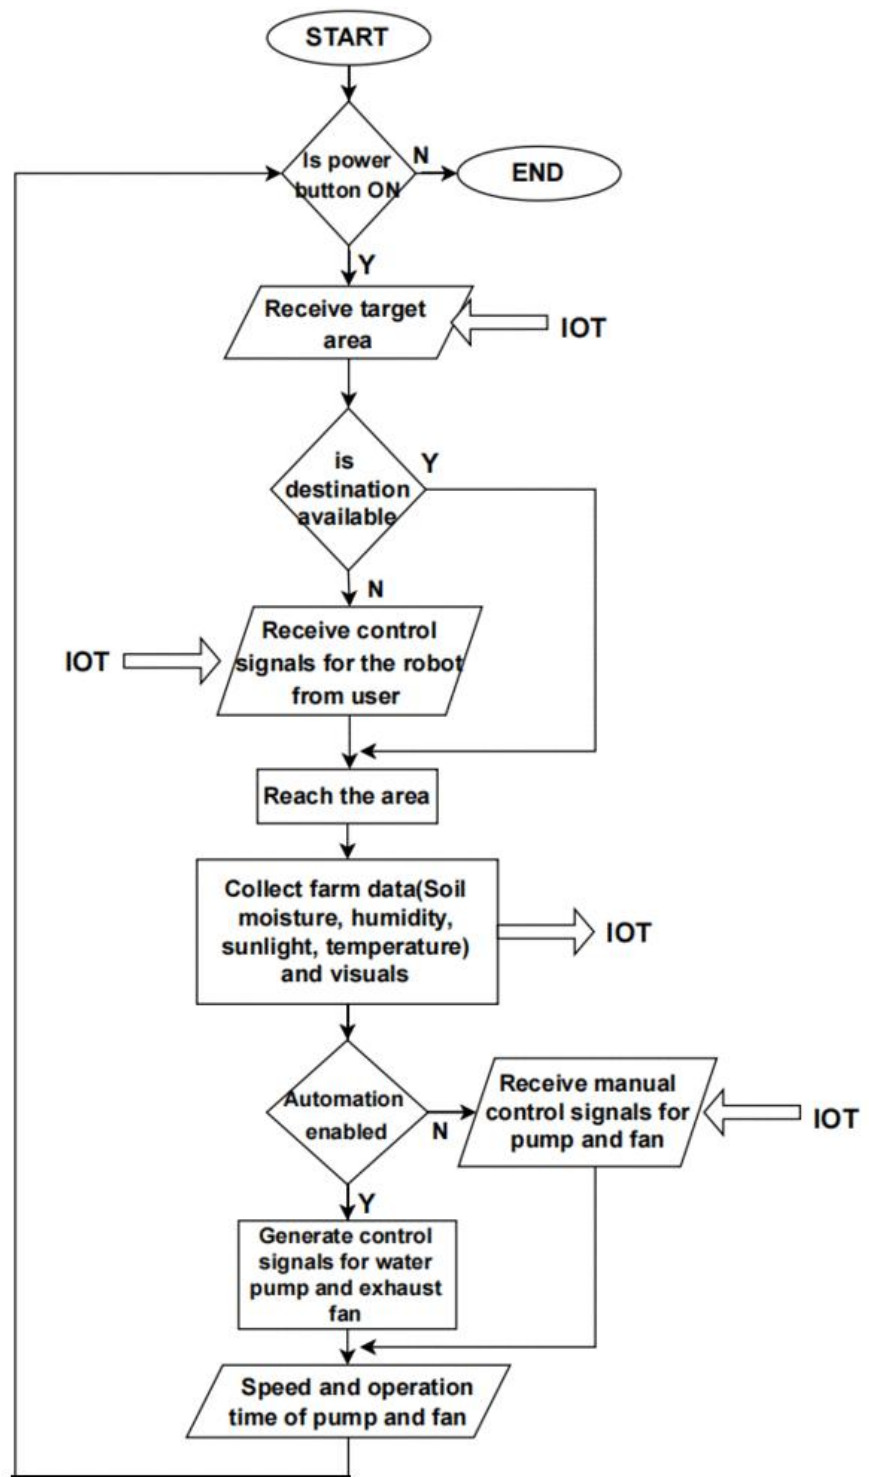 START
Is power
button ON
N
END
Y
Receive target
area
IOT
is
destination
available
Y
N
Receive control
signals for the robot
from user
IOT
Reach the area
Collect farm data(Soil
moisture, humidity,
sunlight, temperature)
and visuals
IOT
Automation
enabled
N
Receive manual
control signals for
pump and fan
IOT
Y
Generate control
signals for water
pump and exhaust
fan
Speed and operation
time of pump and fan